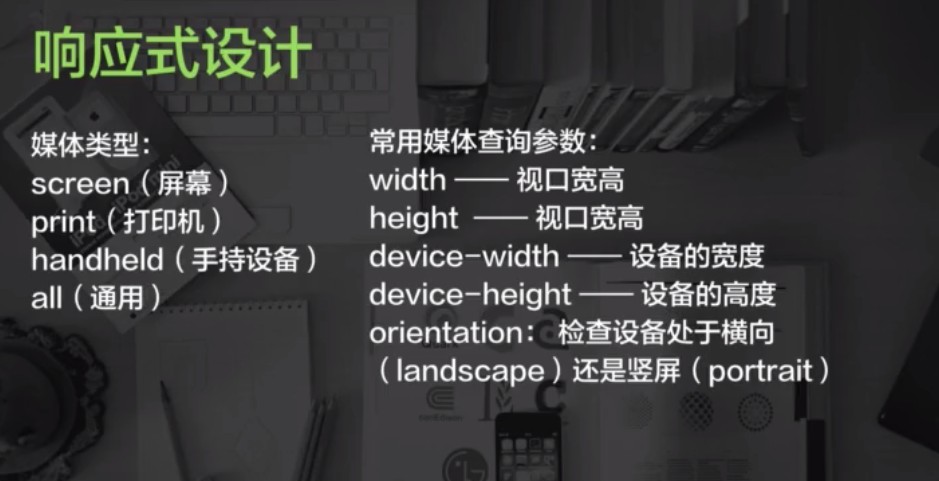 响应式设计
媒体类型：
screen（屏幕）
print（打印机）
handheld（手持设备）
all（通用）
常用媒体查询参数：
width —— 视口宽高
height —— 视口宽高
device-width —— 设备的宽度
device-height —— 设备的高度
orientation： 检查设备处于横向
（landscape）还是竖屏（portrait）